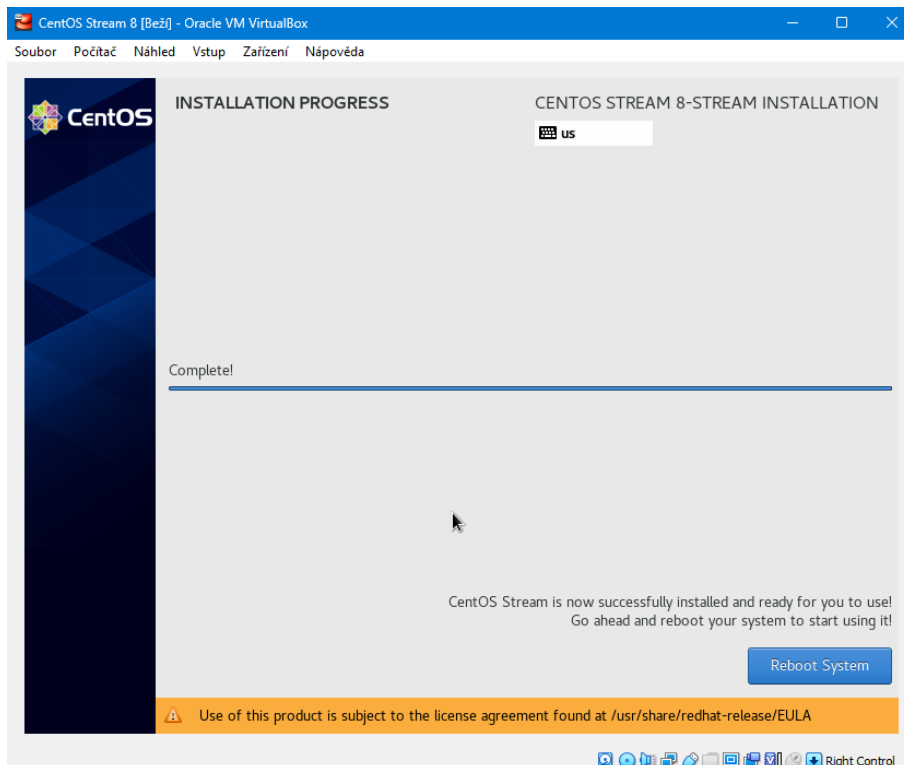 CentOS Stream 8 [Beží] - Oracle VM VirtualBox
Soubor Počítač Náhled Vstup Zařízení Nápověda
CentOS
INSTALLATION PROGRESS
CENTOS STREAM 8-STREAM INSTALLATION
us
Complete!
CentOS Stream is now successfully installed and ready for you to use!
Go ahead and reboot your system to start using it!
Reboot System
Use of this product is subject to the license agreement found at /usr/share/redhat-release/EULA
Right Control